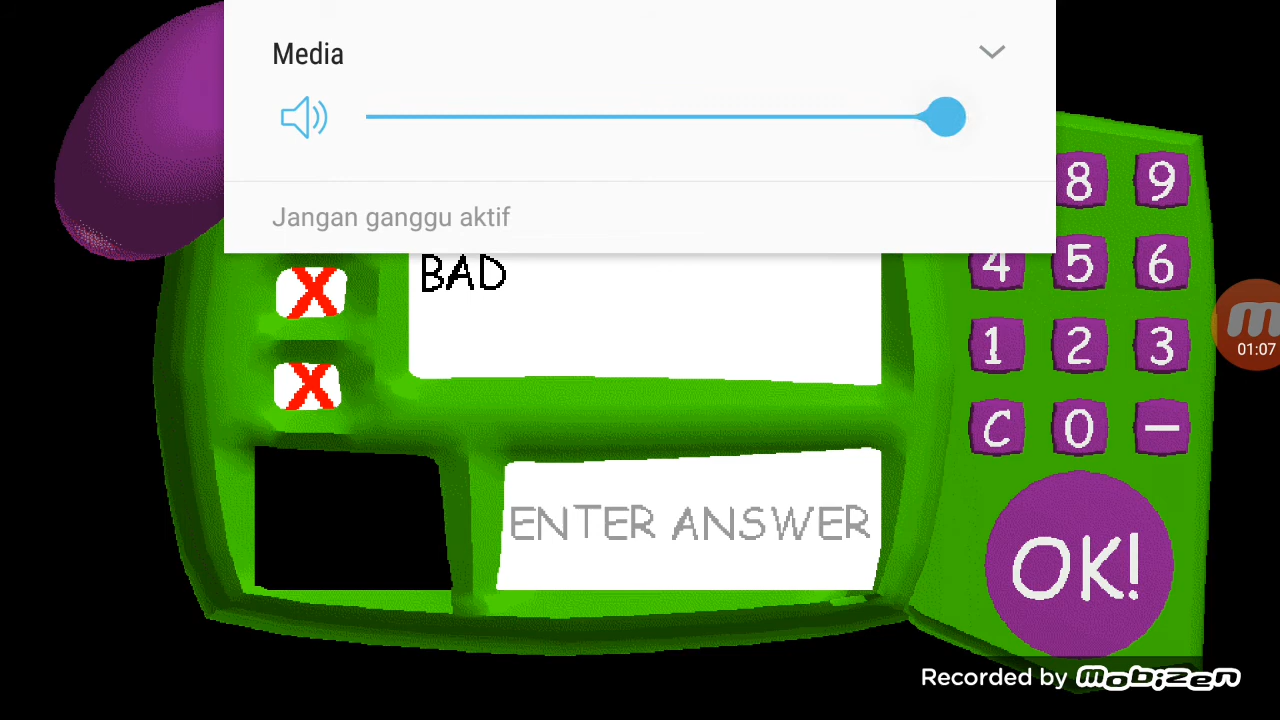 Media
Jangan ganggu aktif
BAD
8 9
4 5 6
1 2 3
C 0 –
ENTER ANSWER
OK!
m
01:07
Recorded by mobizen